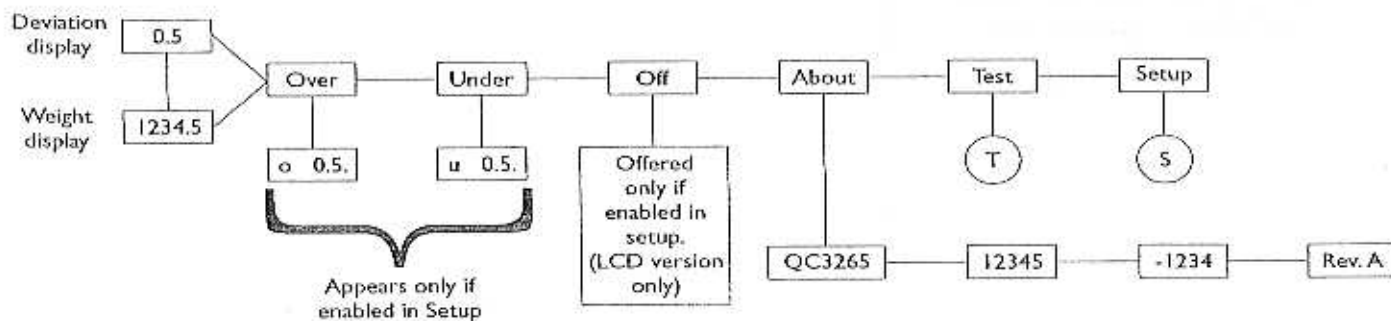 Deviation
display
0.5
Weight
display
1234.5
Over
Under
Off
About
Test
Setup
o 0.5.
u 0.5.
Offered
only if
enabled in
setup.
(LCD version
only)
T
S
QC3265
12345
-1234
Rev. A
Appears only if
enabled in Setup